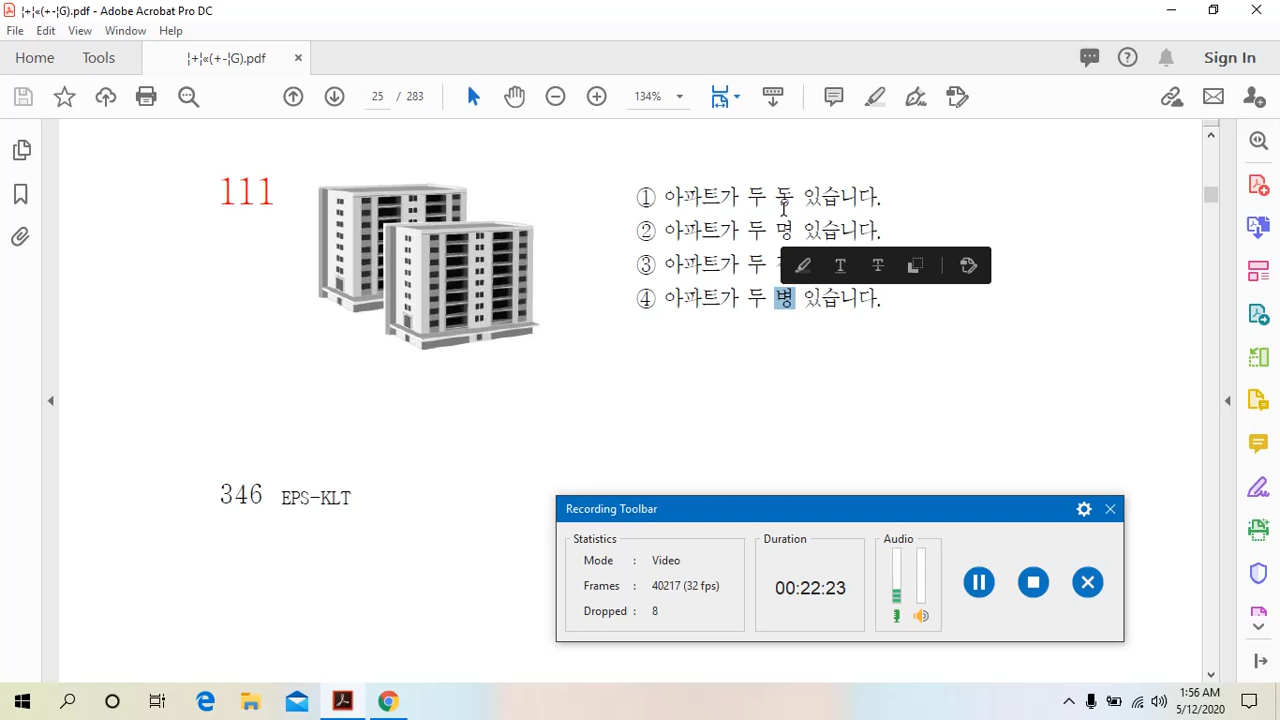 ¦+¦«(+-¦G).pdf - Adobe Acrobat Pro DC
File Edit View Window Help
Home Tools ¦+¦«(+-¦G).pdf × Sign In
25 / 283 134%
111
① 아파트가 두 동 있습니다.
② 아파트가 두 명 있습니다.
③ 아파트가 두
④ 아파트가 두 병 있습니다.
346 EPS-KLT
Recording Toolbar
Statistics
Mode : Video
Frames : 40217 (32 fps)
Dropped : 8
Duration
00:22:23
Audio
1:56 AM
5/12/2020